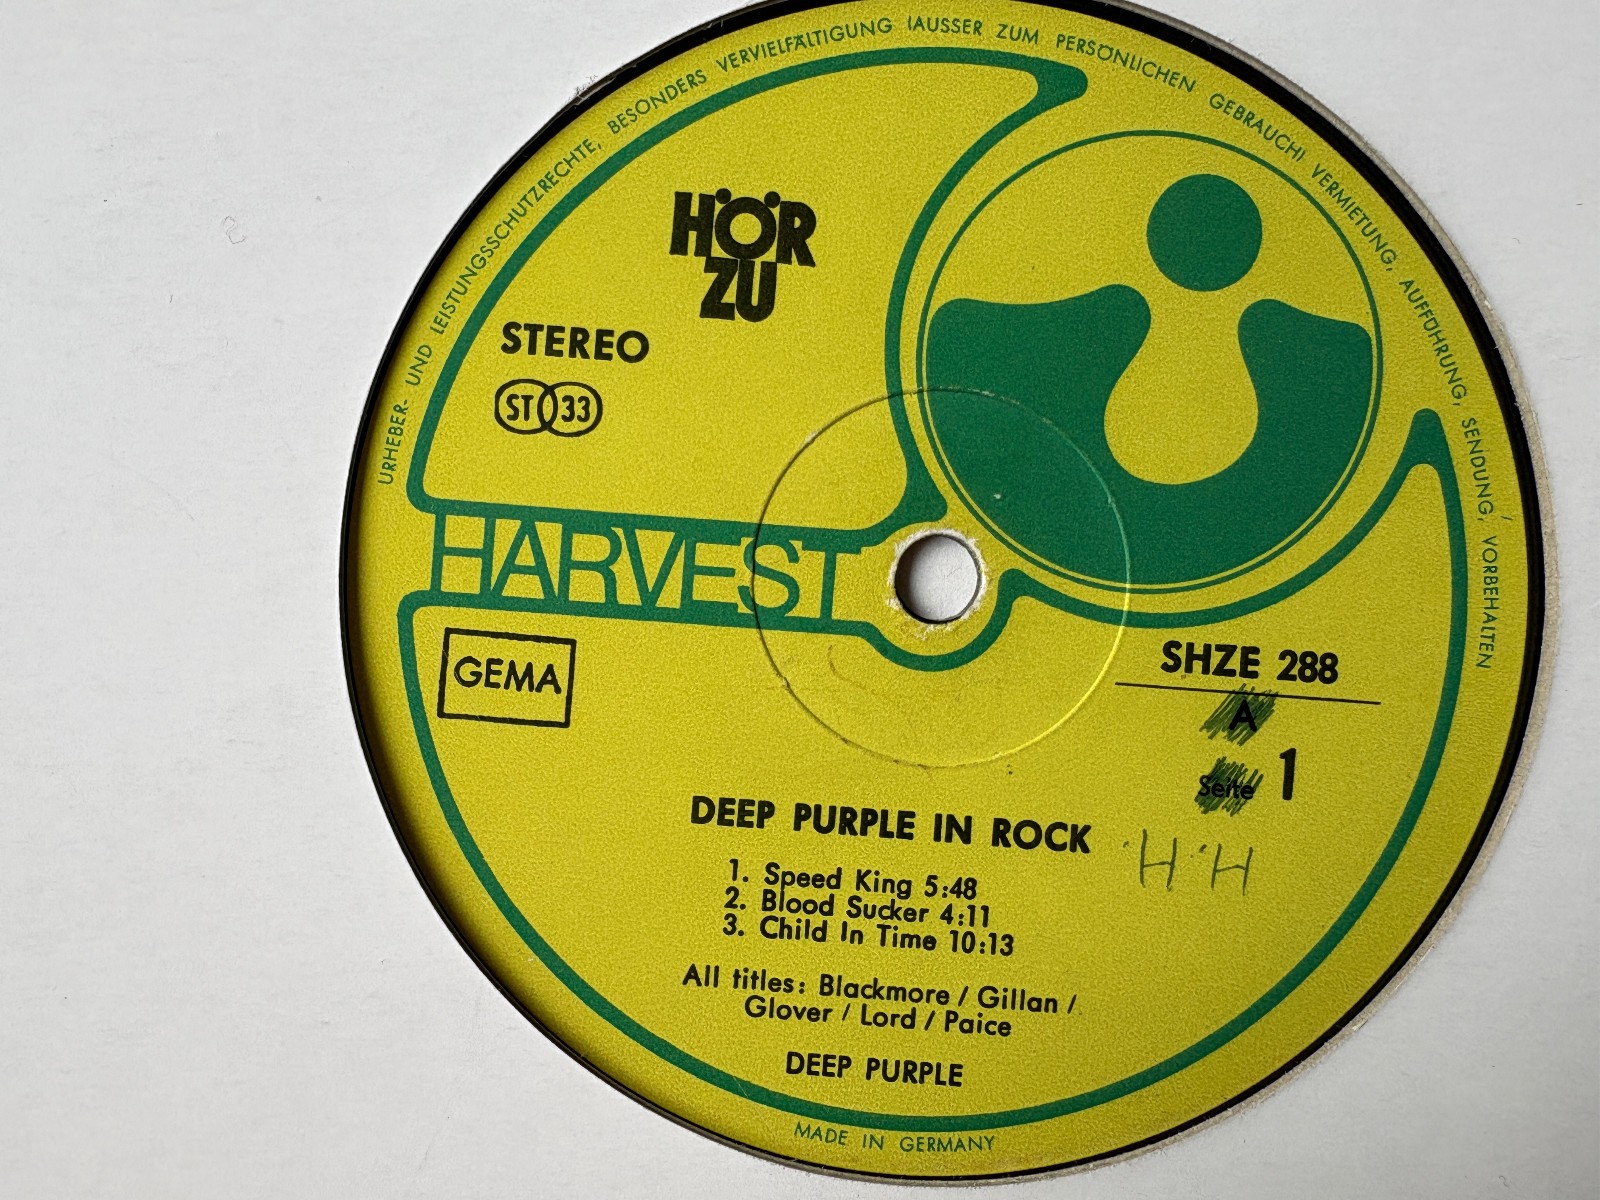 URHEBER- UND LEISTUNGSSCHUTZRECHTE, BESONDERS VERVIELFÄLTIGUNG (AUSSER ZUM PERSÖNLICHEN GEBRAUCH) VERMIETUNG, AUFFÜHRUNG, SENDUNG, VORBEHALTEN
HÖR
ZU
STEREO
ST 33
HARVEST
GEMA
SHZE 288
A
Seite 1
DEEP PURPLE IN ROCK
H. H
1. Speed King 5:48
2. Blood Sucker 4:11
3. Child In Time 10:13
All titles: Blackmore / Gillan /
Glover / Lord / Paice
DEEP PURPLE
MADE IN GERMANY